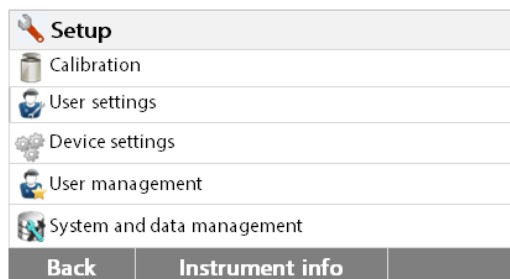 Setup
Calibration
User settings
Device settings
User management
System and data management
Back Instrument info